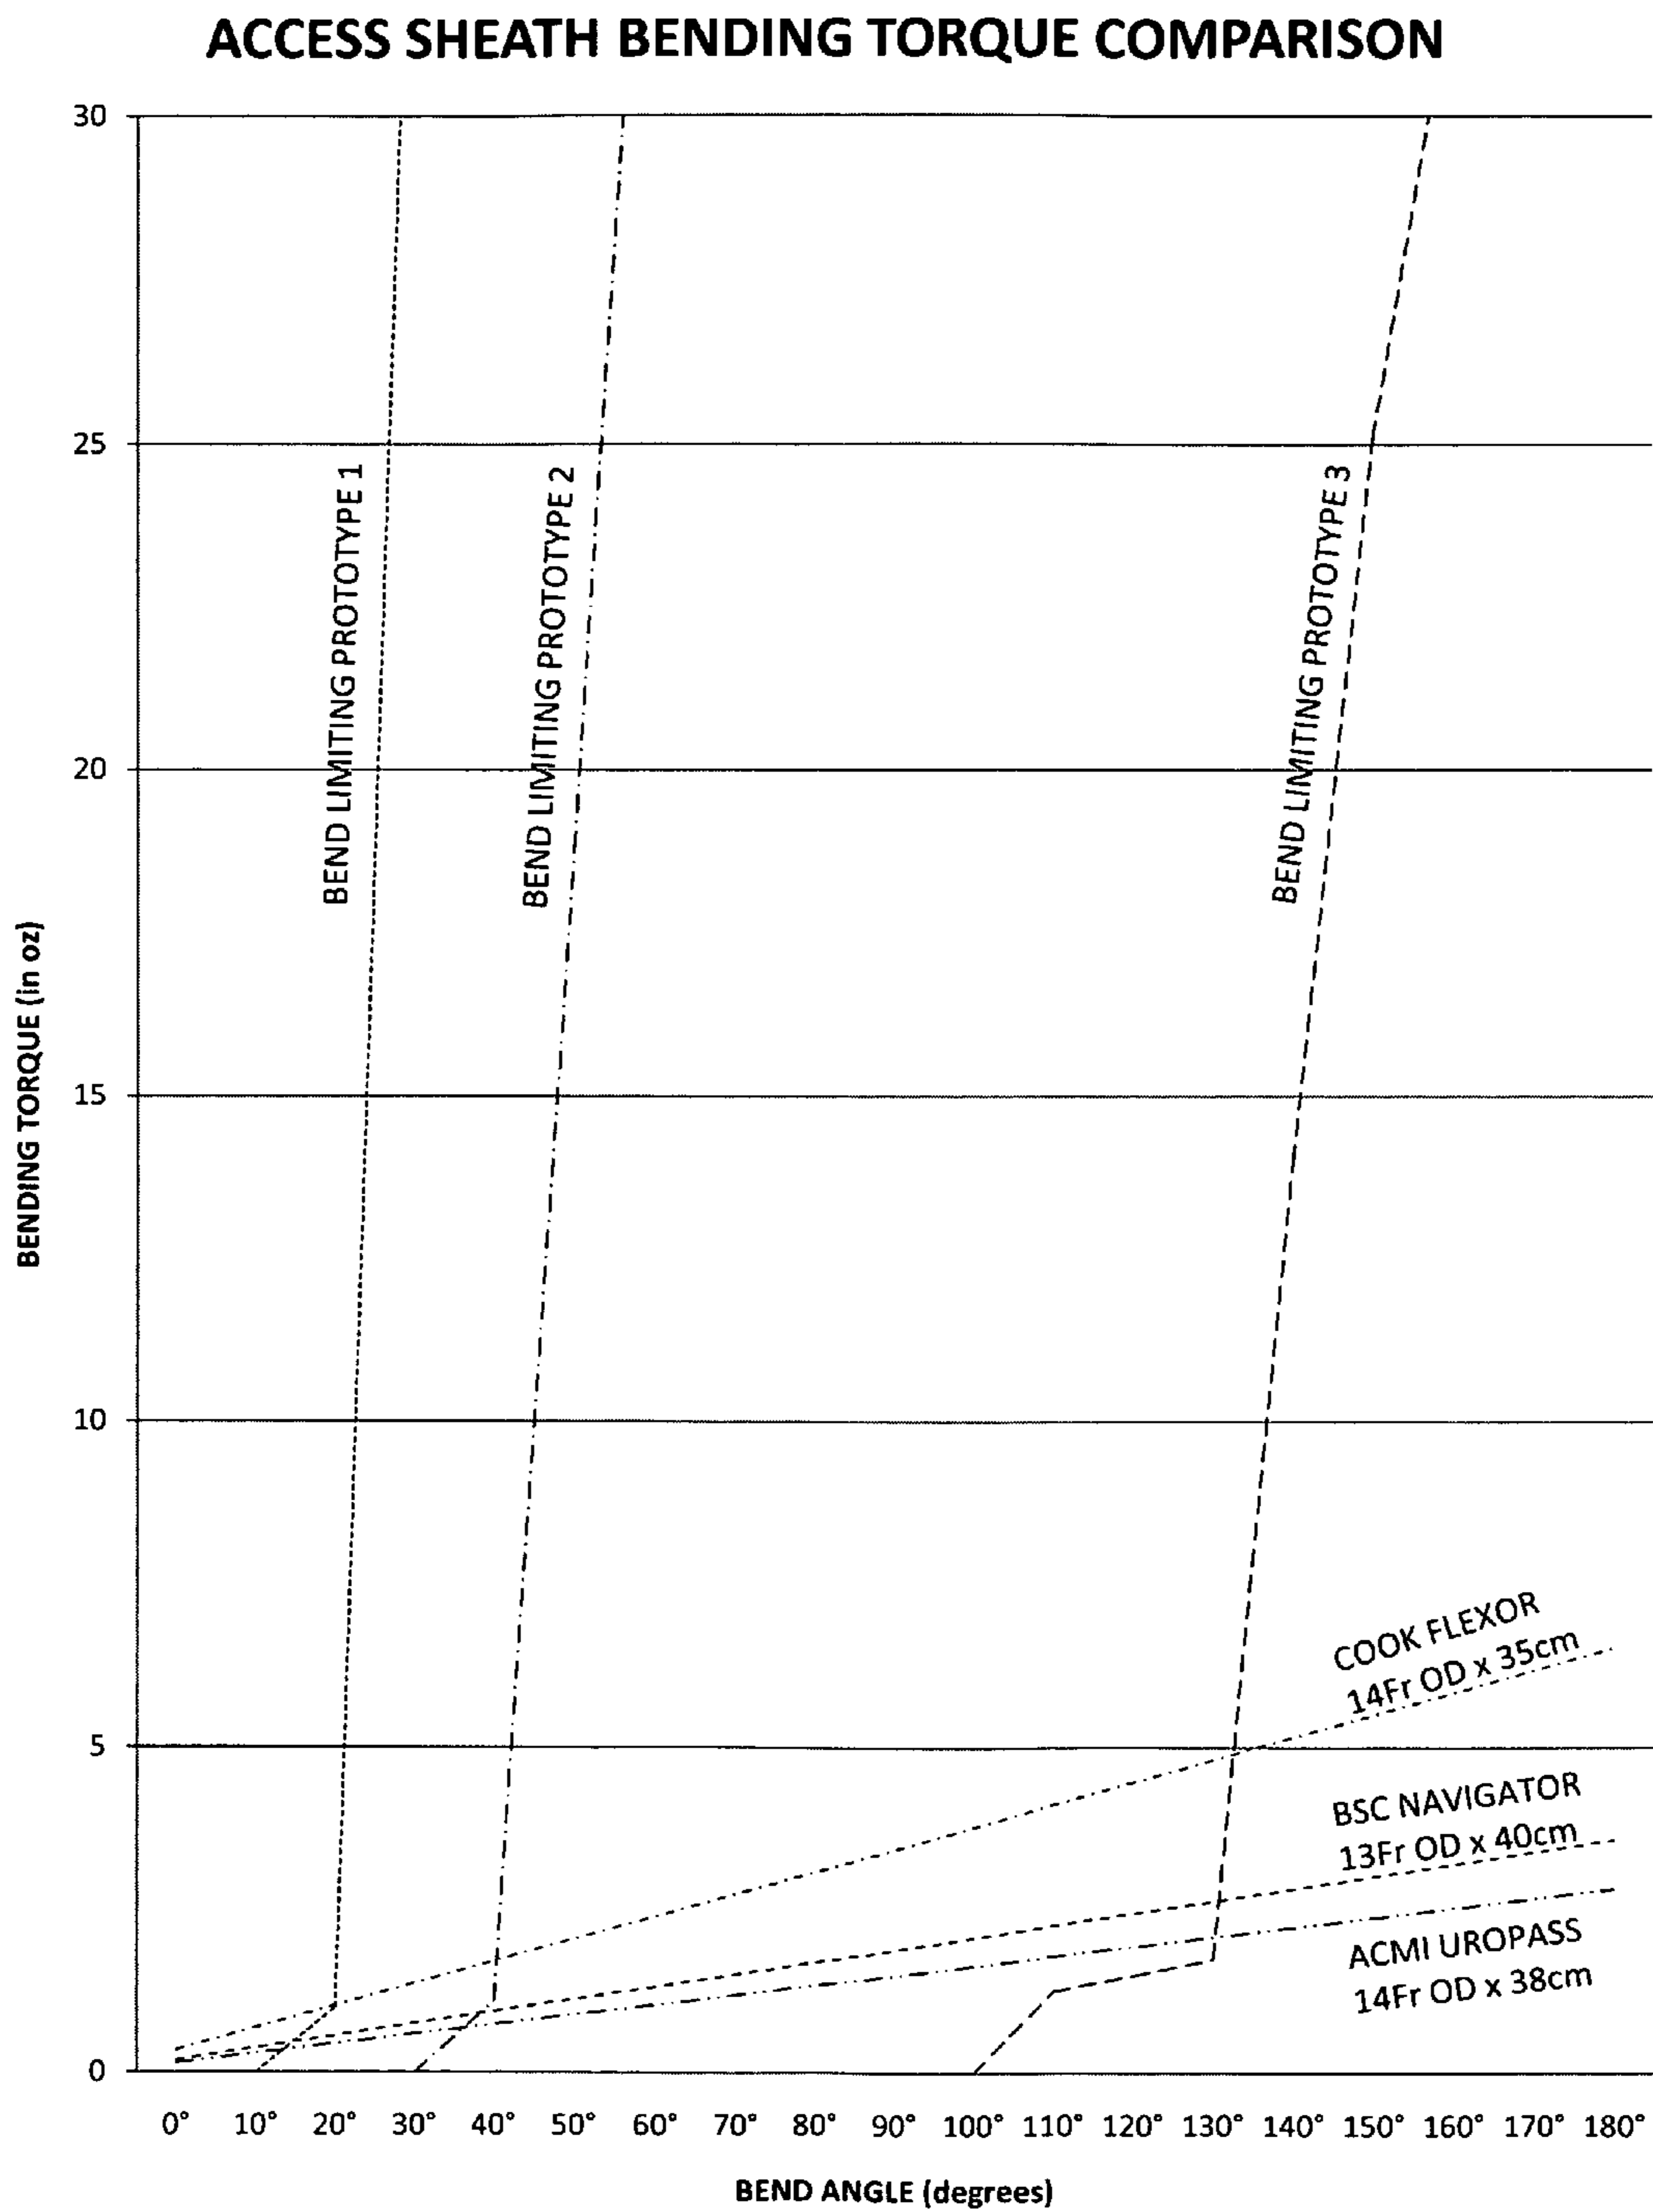 ACCESS SHEATH BENDING TORQUE COMPARISON
30
25
20
15
10
5
0
BENDING TORQUE (in oz)
BEND LIMITING PROTOTYPE 1
BEND LIMITING PROTOTYPE 2
BEND LIMITING PROTOTYPE 3
COOK FLEXOR
14Fr OD x 35cm
BSC NAVIGATOR
13Fr OD x 40cm
ACMI UROPASS
14Fr OD x 38cm
0° 10° 20° 30° 40° 50° 60° 70° 80° 90° 100° 110° 120° 130° 140° 150° 160° 170° 180°
BEND ANGLE (degrees)